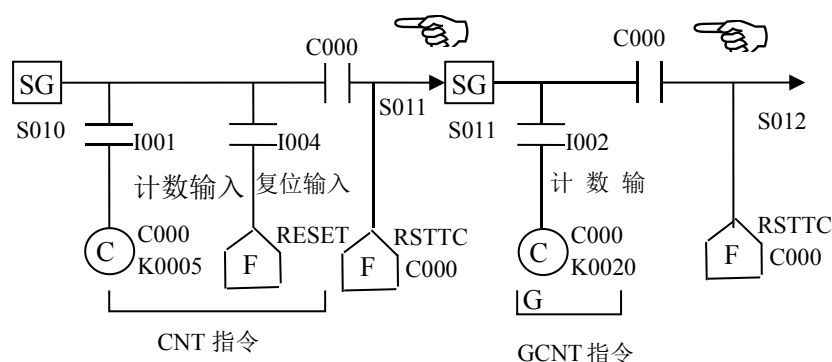 C000
C000
SG
SG
S010
I001
I004
S011
S011
I002
S012
计数输入
复位输入
计 数 输
C
C000
K0005
RESET
F
RSTTC
C000
F
C
C000
K0020
RSTTC
C000
F
G
CNT 指令
GCNT 指令